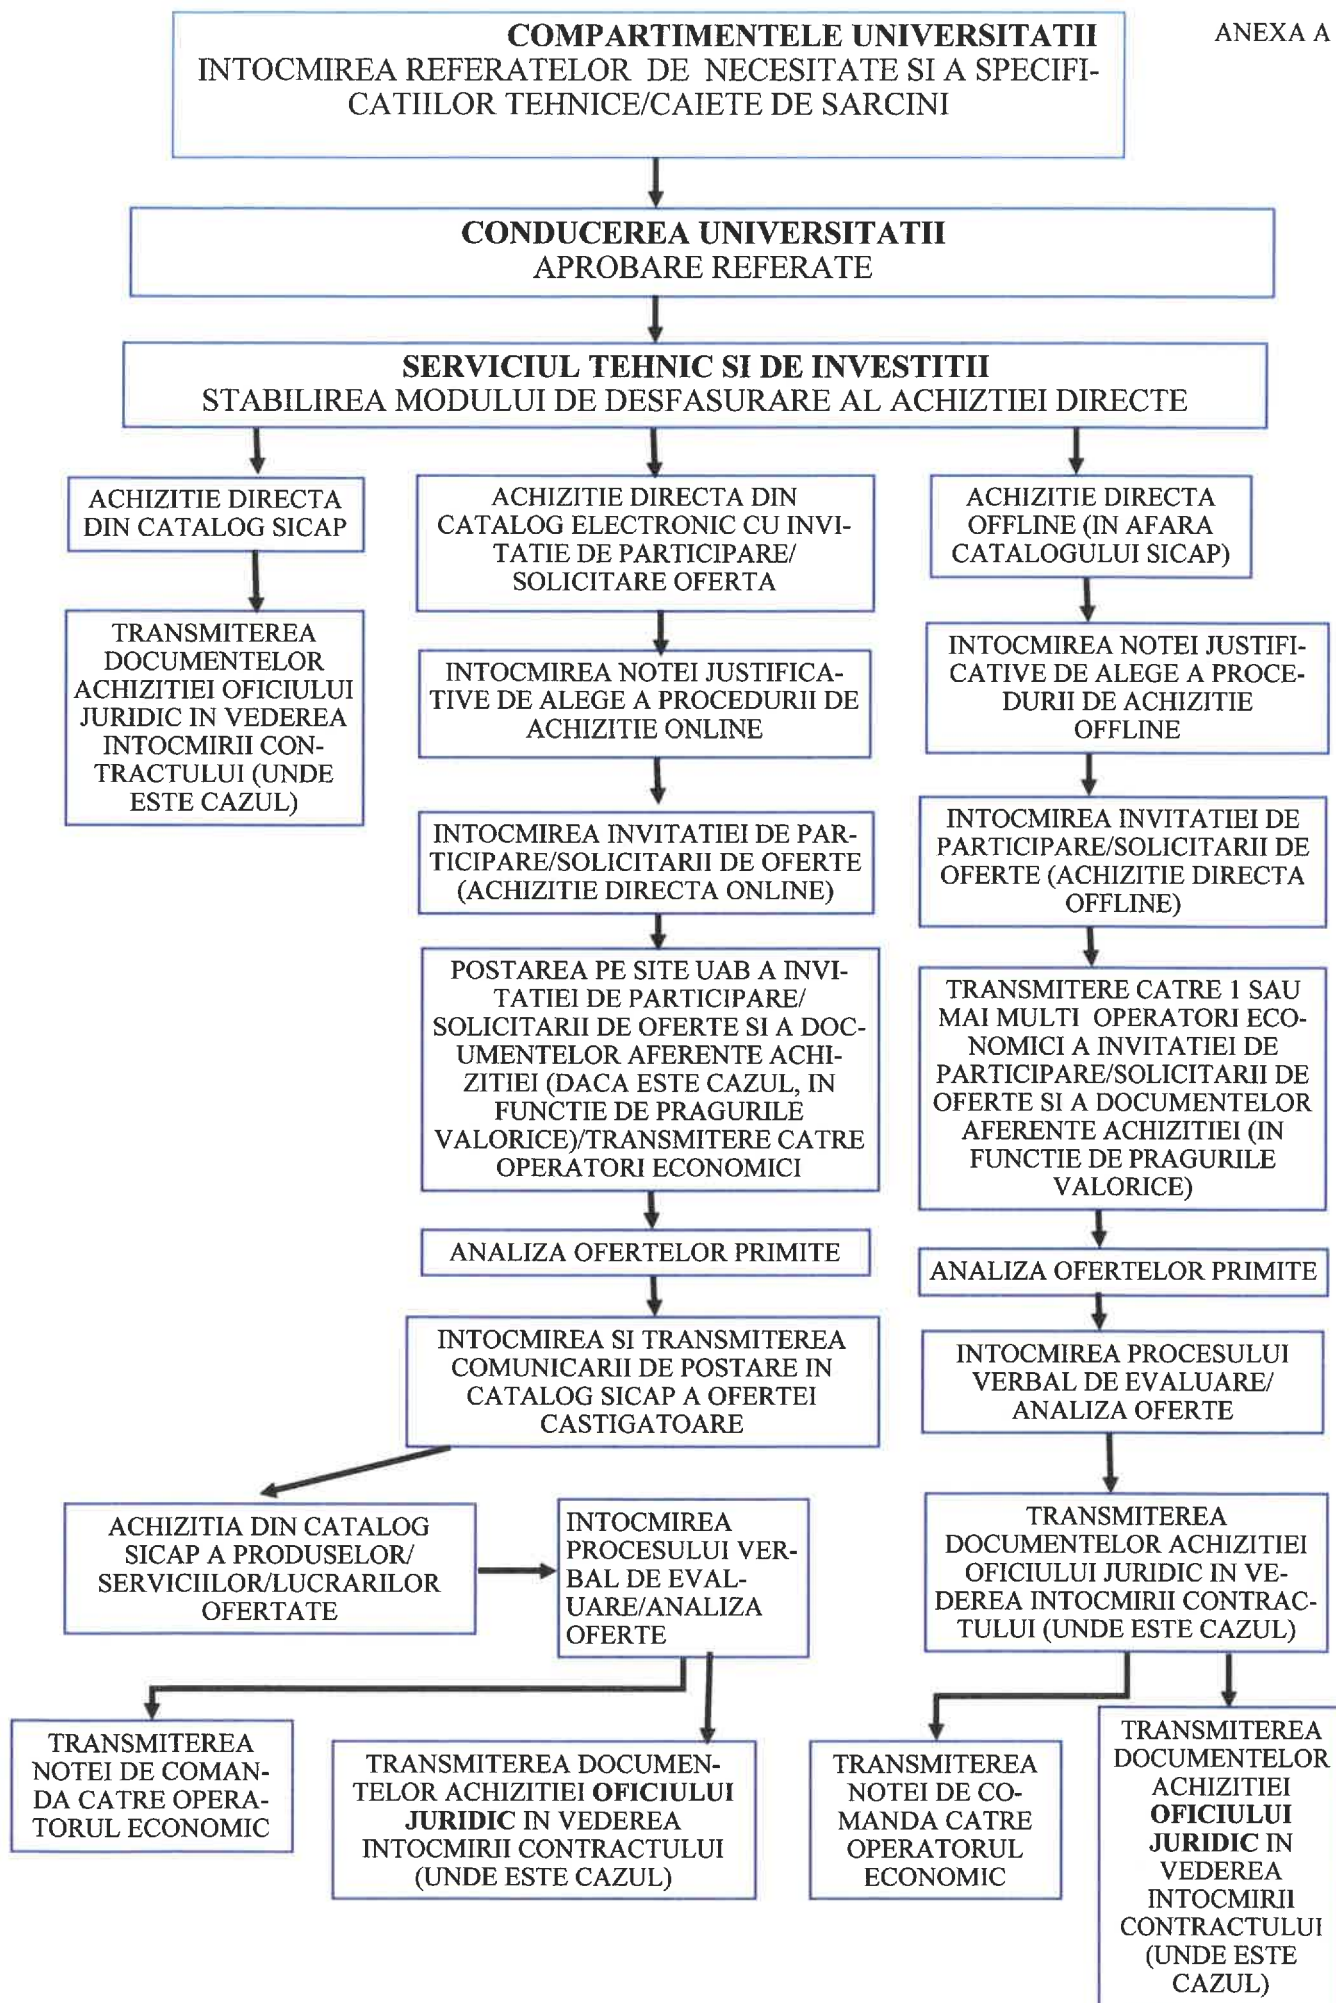 ANEXA A
COMPARTIMENTELE UNIVERSITATII
INTOCMIREA REFERATELOR DE NECESITATE SI A SPECIFI-
CATIILOR TEHNICE/CAIETE DE SARCINI
CONDUCEREA UNIVERSITATII
APROBARE REFERATE
SERVICIUL TEHNIC SI DE INVESTITII
STABILIREA MODULUI DE DESFASURARE AL ACHIZTIEI DIRECTE
ACHIZITIE DIRECTA
DIN CATALOG SICAP
TRANSMITEREA
DOCUMENTELOR
ACHIZITIEI OFICIULUI
JURIDIC IN VEDEREA
INTOCMIRII CON-
TRACTULUI (UNDE
ESTE CAZUL)
ACHIZITIE DIRECTA DIN
CATALOG ELECTRONIC CU INVI-
TATIE DE PARTICIPARE/
SOLICITARE OFERTA
INTOCMIREA NOTEI JUSTIFICA-
TIVE DE ALEGE A PROCEDURII DE
ACHIZITIE ONLINE
INTOCMIREA INVITATIEI DE PAR-
TICIPARE/SOLICITARII DE OFERTE
(ACHIZITIE DIRECTA ONLINE)
POSTAREA PE SITE UAB A INVI-
TATIEI DE PARTICIPARE/
SOLICITARII DE OFERTE SI A DOC-
UMENTELOR AFERENTE ACHI-
ZITIEI (DACA ESTE CAZUL, IN
FUNCTIE DE PRAGURILE
VALORICE)/TRANSMITERE CATRE
OPERATORI ECONOMICI
ANALIZA OFERTELOR PRIMITE
INTOCMIREA SI TRANSMITEREA
COMUNICARII DE POSTARE IN
CATALOG SICAP A OFERTEI
CASTIGATOARE
ACHIZITIA DIN CATALOG
SICAP A PRODUSELOR/
SERVICIILOR/LUCRARILOR
OFERTATE
INTOCMIREA
PROCESULUI VER-
BAL DE EVAL-
UARE/ANALIZA
OFERTE
TRANSMITEREA
NOTEI DE COMAN-
DA CATRE OPERA-
TORUL ECONOMIC
TRANSMITEREA DOCUMEN-
TELOR ACHIZITIEI OFICIULUI
JURIDIC IN VEDEREA
INTOCMIRII CONTRACTULUI
(UNDE ESTE CAZUL)
ACHIZITIE DIRECTA
OFFLINE (IN AFARA
CATALOGULUI SICAP)
INTOCMIREA NOTEI JUSTIFI-
CATIVE DE ALEGE A PROCE-
DURII DE ACHIZITIE
OFFLINE
INTOCMIREA INVITATIEI DE
PARTICIPARE/SOLICITARII DE
OFERTE (ACHIZITIE DIRECTA
OFFLINE)
TRANSMITERE CATRE 1 SAU
MAI MULTI OPERATORI ECO-
NOMICI A INVITATIEI DE
PARTICIPARE/SOLICITARII DE
OFERTE SI A DOCUMENTELOR
AFERENTE ACHIZITIEI (IN
FUNCTIE DE PRAGURILE
VALORICE)
ANALIZA OFERTELOR PRIMITE
INTOCMIREA PROCESULUI
VERBAL DE EVALUARE/
ANALIZA OFERTE
TRANSMITEREA
DOCUMENTELOR ACHIZITIEI
OFICIULUI JURIDIC IN VE-
DEREA INTOCMIRII CONTRAC-
TULUI (UNDE ESTE CAZUL)
TRANSMITEREA
NOTEI DE CO-
MANDA CATRE
OPERATORUL
ECONOMIC
TRANSMITEREA
DOCUMENTELOR
ACHIZITIEI
OFICIULUI
JURIDIC IN
VEDEREA
INTOCMIRII
CONTRACTULUI
(UNDE ESTE
CAZUL)